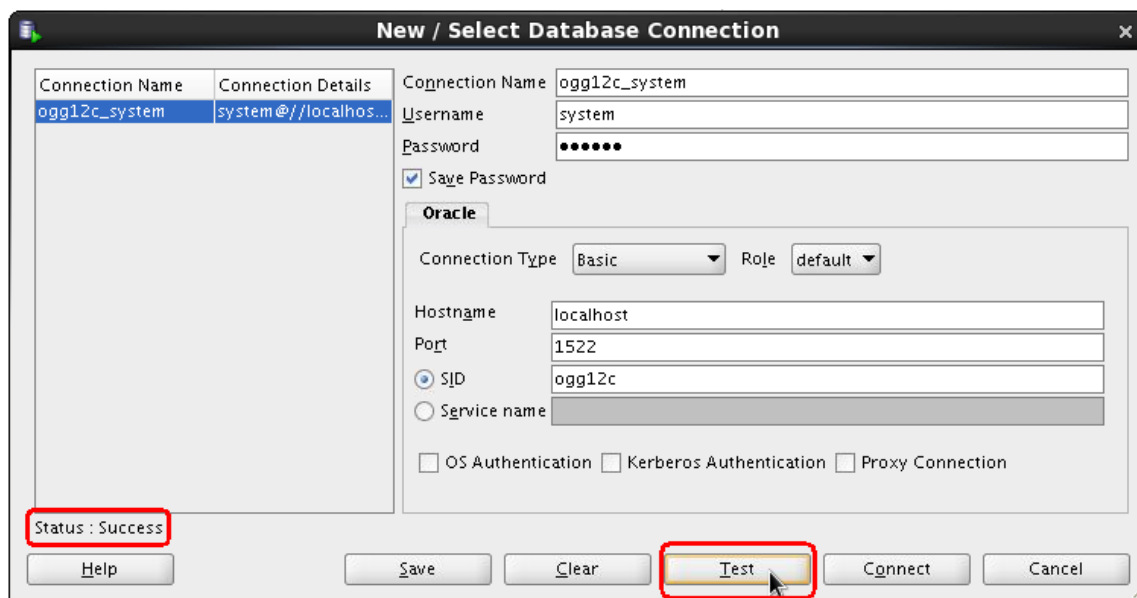 New / Select Database Connection
Connection Name Connection Details
ogg12c_system system@//localhos...
Connection Name ogg12c_system
Username system
Password ••••••
Save Password
Oracle
Connection Type Basic Role default
Hostname localhost
Port 1522
SID ogg12c
Service name
OS Authentication Kerberos Authentication Proxy Connection
Status : Success
Help Save Clear Test Connect Cancel